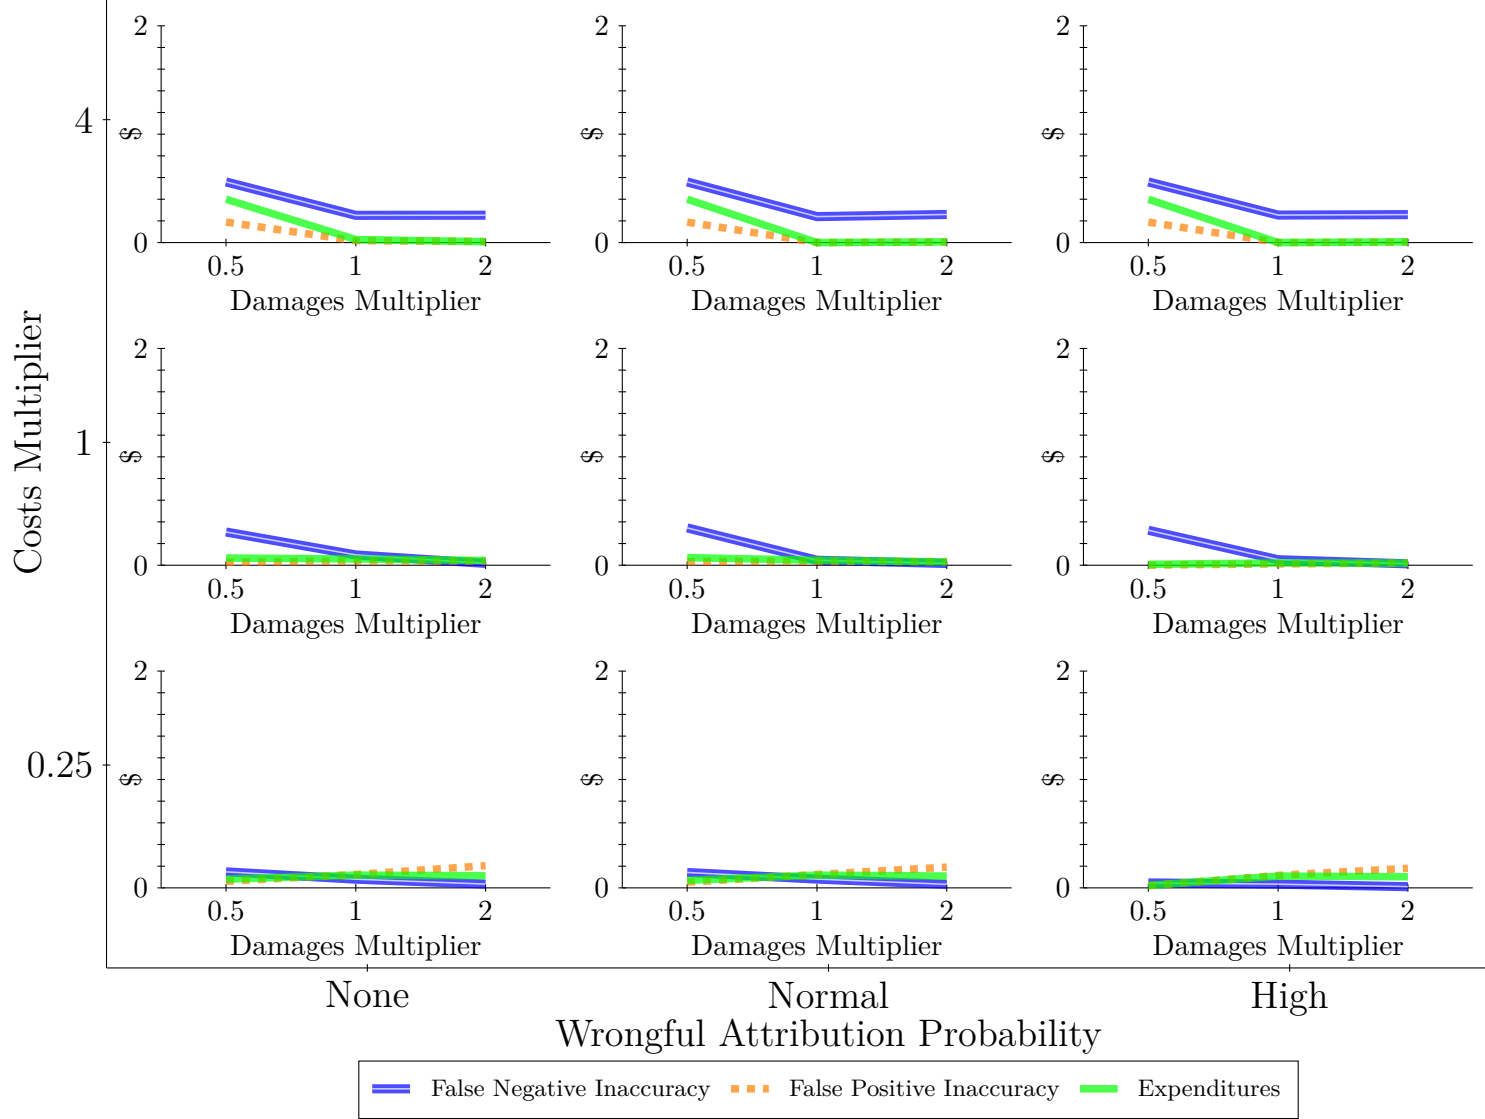 2 2 2
4 $ $ $
0 0 0
0.5 1 2 0.5 1 2 0.5 1 2
Damages Multiplier Damages Multiplier Damages Multiplier
Costs Multiplier
2 2 2
1 $ $ $
0 0 0
0.5 1 2 0.5 1 2 0.5 1 2
Damages Multiplier Damages Multiplier Damages Multiplier
2 2 2
0.25 $ $ $
0 0 0
0.5 1 2 0.5 1 2 0.5 1 2
Damages Multiplier Damages Multiplier Damages Multiplier
None Normal High
Wrongful Attribution Probability
False Negative Inaccuracy False Positive Inaccuracy Expenditures